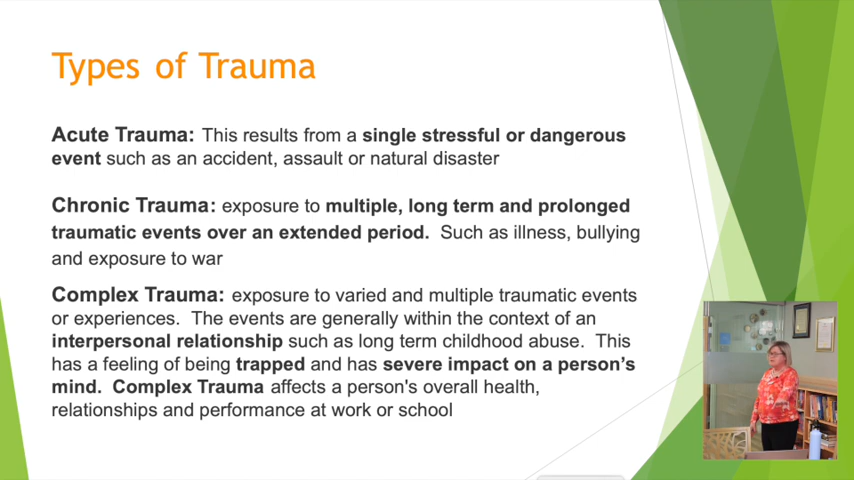 Types of Trauma
Acute Trauma: This results from a single stressful or dangerous
event such as an accident, assault or natural disaster
Chronic Trauma: exposure to multiple, long term and prolonged
traumatic events over an extended period. Such as illness, bullying
and exposure to war
Complex Trauma: exposure to varied and multiple traumatic events
or experiences. The events are generally within the context of an
interpersonal relationship such as long term childhood abuse. This
has a feeling of being trapped and has severe impact on a person's
mind. Complex Trauma affects a person's overall health,
relationships and performance at work or school